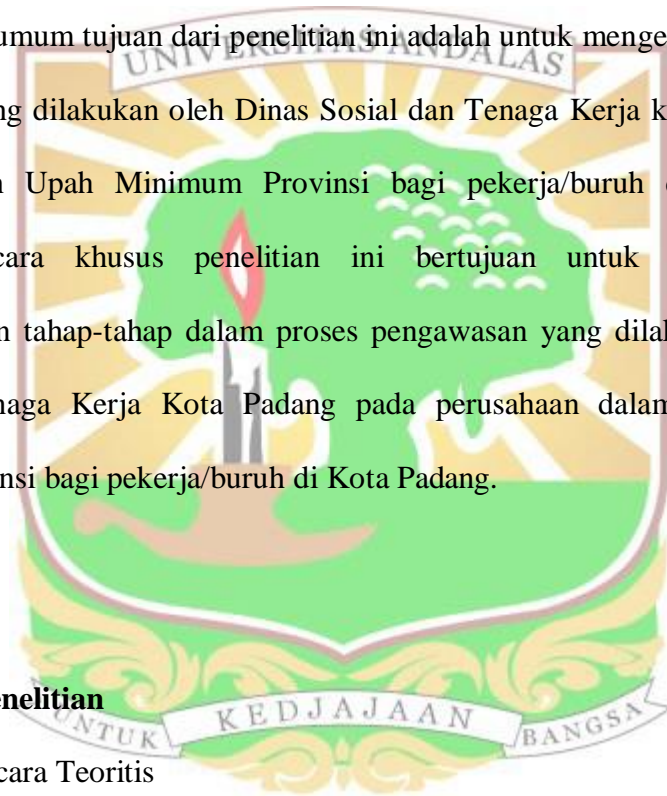 umum tujuan dari penelitian ini adalah untuk menge
UNIVERSITAS ANDALAS
ng dilakukan oleh Dinas Sosial dan Tenaga Kerja k
n Upah Minimum Provinsi bagi pekerja/buruh
cara khusus penelitian ini bertujuan untuk
n tahap-tahap dalam proses pengawasan yang dila
naga Kerja Kota Padang pada perusahaan dalam
nsi bagi pekerja/buruh di Kota Padang.
enelitian
UNTUK KEDJAJAAN BANGSA
cara Teoritis